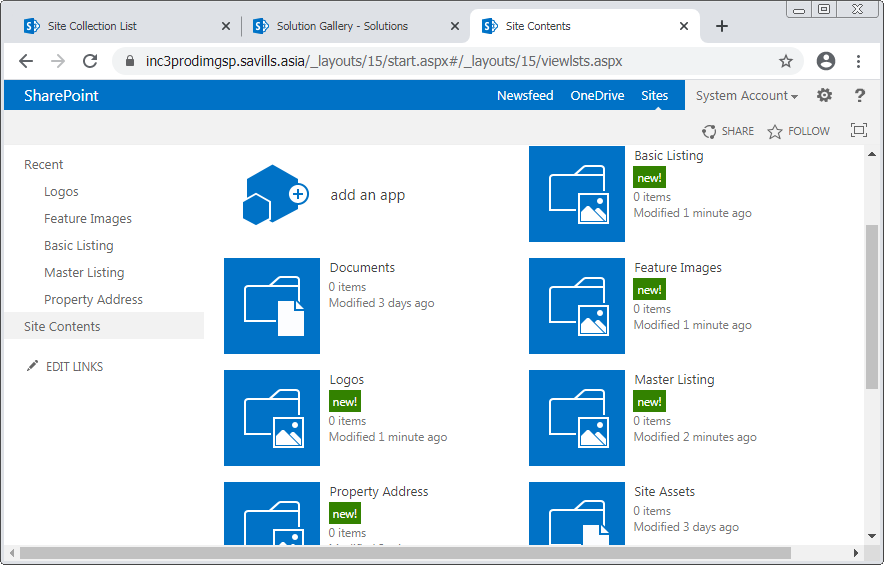 Site Collection List
Solution Gallery - Solutions
Site Contents
inc3prodimgsp.savills.asia/_layouts/15/start.aspx#/_layouts/15/viewlsts.aspx
SharePoint
Newsfeed OneDrive Sites System Account ?
SHARE FOLLOW
Recent
Logos
Feature Images
Basic Listing
Master Listing
Property Address
Site Contents
EDIT LINKS
add an app
Basic Listing
new!
0 items
Modified 1 minute ago
Documents
0 items
Modified 3 days ago
Feature Images
new!
0 items
Modified 1 minute ago
Logos
new!
0 items
Modified 1 minute ago
Master Listing
new!
0 items
Modified 2 minutes ago
Property Address
new!
0 items
Site Assets
0 items
Modified 3 days ago